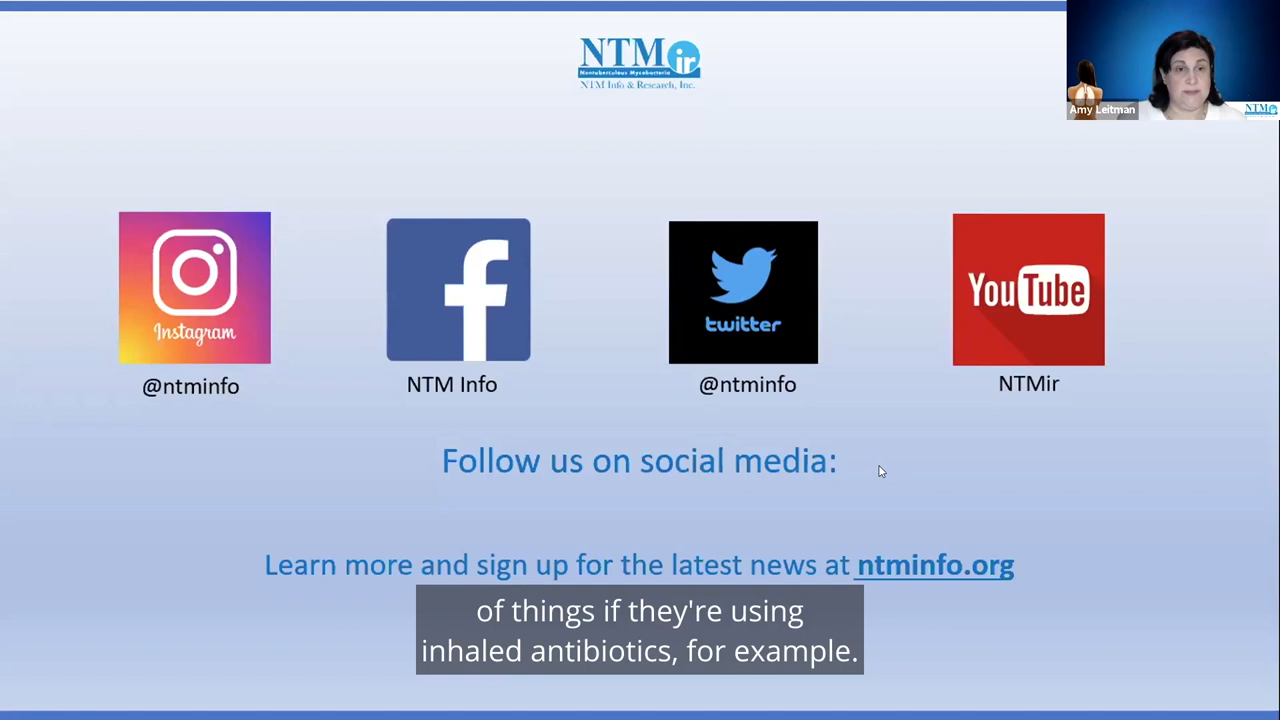 NTMir
Nontuberculous Mycobacteria
NTM Info & Research, Inc.
Amy Leitman
NTMir
Instagram
twitter
YouTube
@ntminfo
NTM Info
@ntminfo
NTMir
Follow us on social media:
Learn more and sign up for the latest news at ntminfo.org
of things if they're using
inhaled antibiotics, for example.